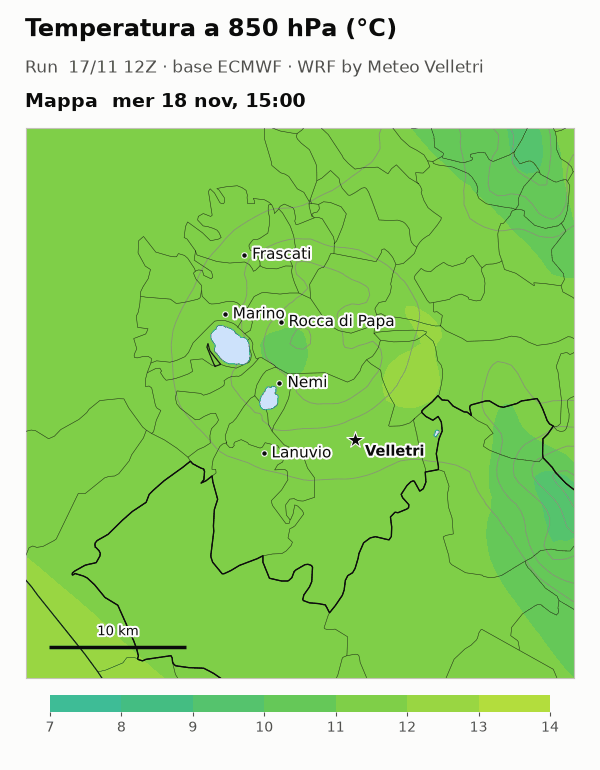 Temperatura a 850 hPa (°C)
Run  17/11 12Z · base ECMWF · WRF by Meteo Velletri
Mappa  mer 18 nov, 15:00
Frascati
Marino
Rocca di Papa
Nemi
Velletri
Lanuvio
10 km
7 8 9 10 11 12 13 14